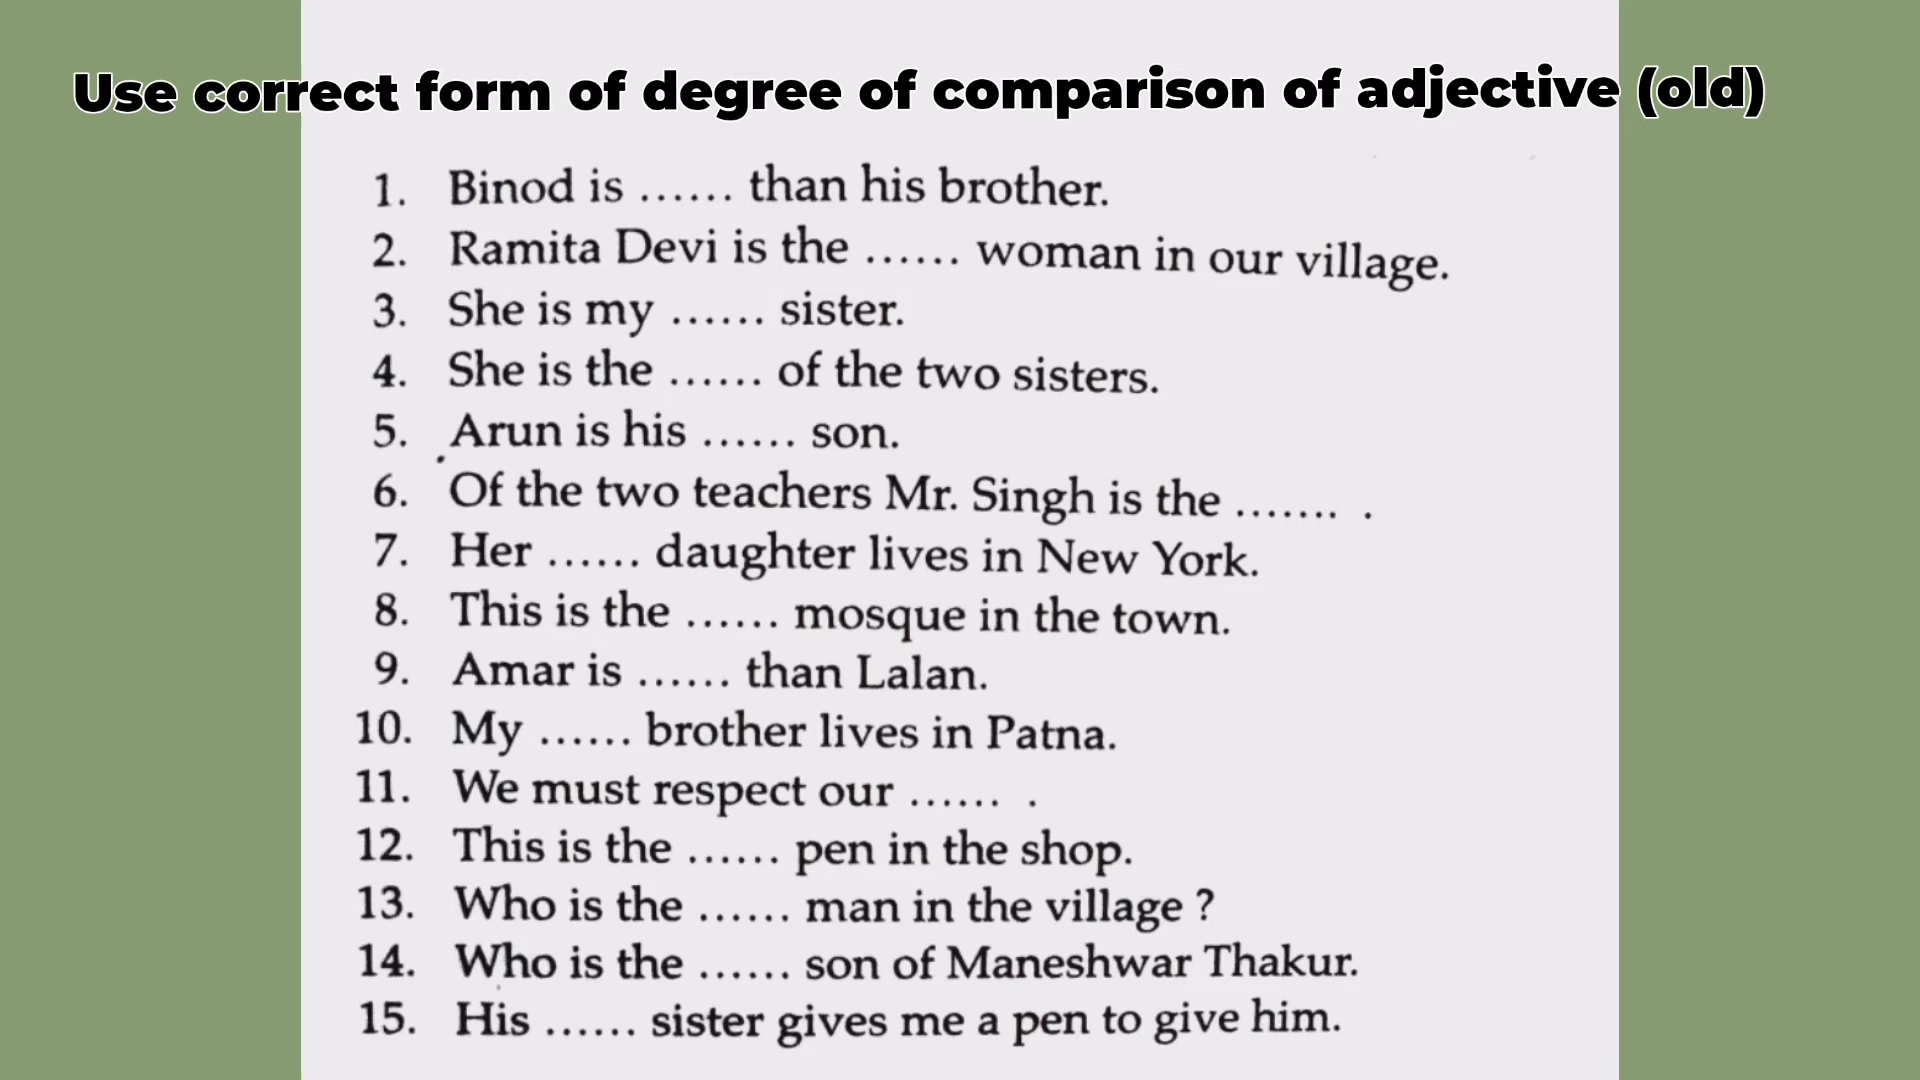 Use correct form of degree of comparison of adjective (old)
1. Binod is ...... than his brother.
2. Ramita Devi is the ...... woman in our village.
3. She is my ...... sister.
4. She is the ...... of the two sisters.
5. Arun is his ...... son.
6. Of the two teachers Mr. Singh is the ....... .
7. Her ...... daughter lives in New York.
8. This is the ...... mosque in the town.
9. Amar is ...... than Lalan.
10. My ...... brother lives in Patna.
11. We must respect our ...... .
12. This is the ...... pen in the shop.
13. Who is the ...... man in the village ?
14. Who is the ...... son of Maneshwar Thakur.
15. His ...... sister gives me a pen to give him.